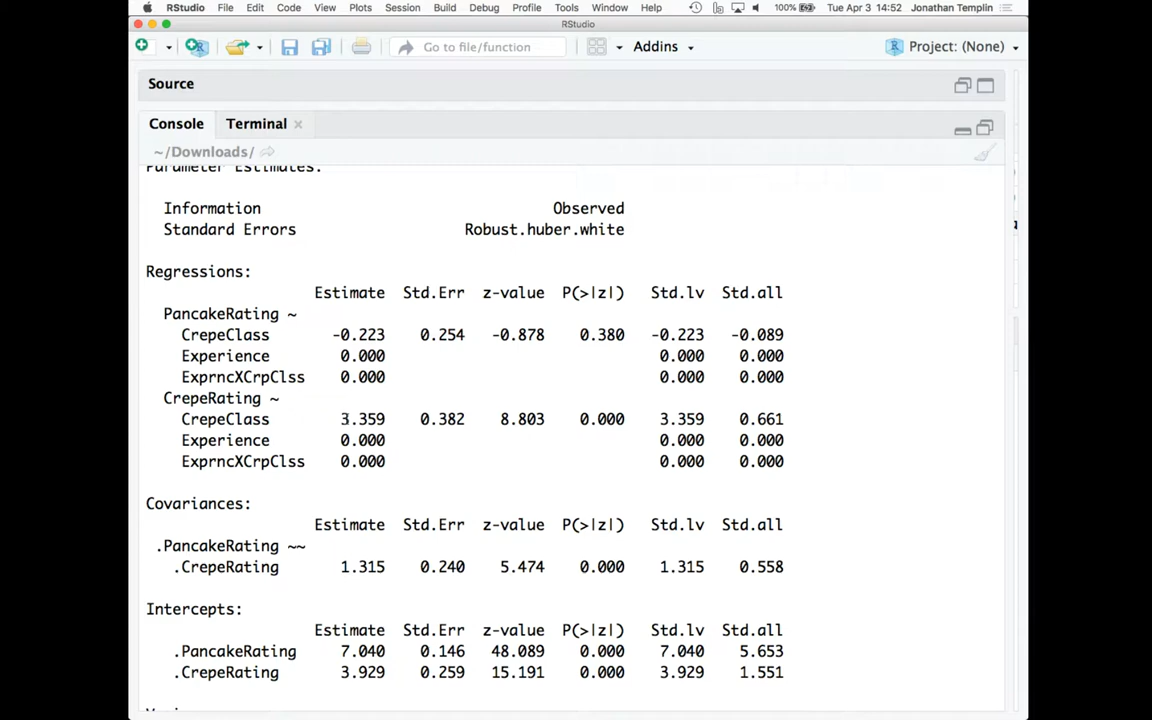 RStudio File Edit Code View Plots Session Build Debug Profile Tools Window Help 100% Tue Apr 3 14:52 Jonathan Templin
RStudio
Go to file/function Addins Project: (None)
Source
Console Terminal
~/Downloads/
Parameter Estimates:
Information Observed
Standard Errors Robust.huber.white
Regressions:
Estimate Std.Err z-value P(>|z|) Std.lv Std.all
PancakeRating ~
CrepeClass -0.223 0.254 -0.878 0.380 -0.223 -0.089
Experience 0.000 0.000 0.000
ExprncXCrpClss 0.000 0.000 0.000
CrepeRating ~
CrepeClass 3.359 0.382 8.803 0.000 3.359 0.661
Experience 0.000 0.000 0.000
ExprncXCrpClss 0.000 0.000 0.000
Covariances:
Estimate Std.Err z-value P(>|z|) Std.lv Std.all
.PancakeRating ~~
.CrepeRating 1.315 0.240 5.474 0.000 1.315 0.558
Intercepts:
Estimate Std.Err z-value P(>|z|) Std.lv Std.all
.PancakeRating 7.040 0.146 48.089 0.000 7.040 5.653
.CrepeRating 3.929 0.259 15.191 0.000 3.929 1.551